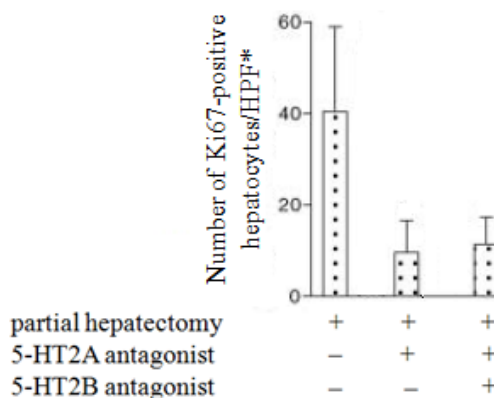 Number of Ki67-positive
hepatocytes/HPF*
60
40
20
0
partial hepatectomy + + +
5-HT2A antagonist – + +
5-HT2B antagonist – – +